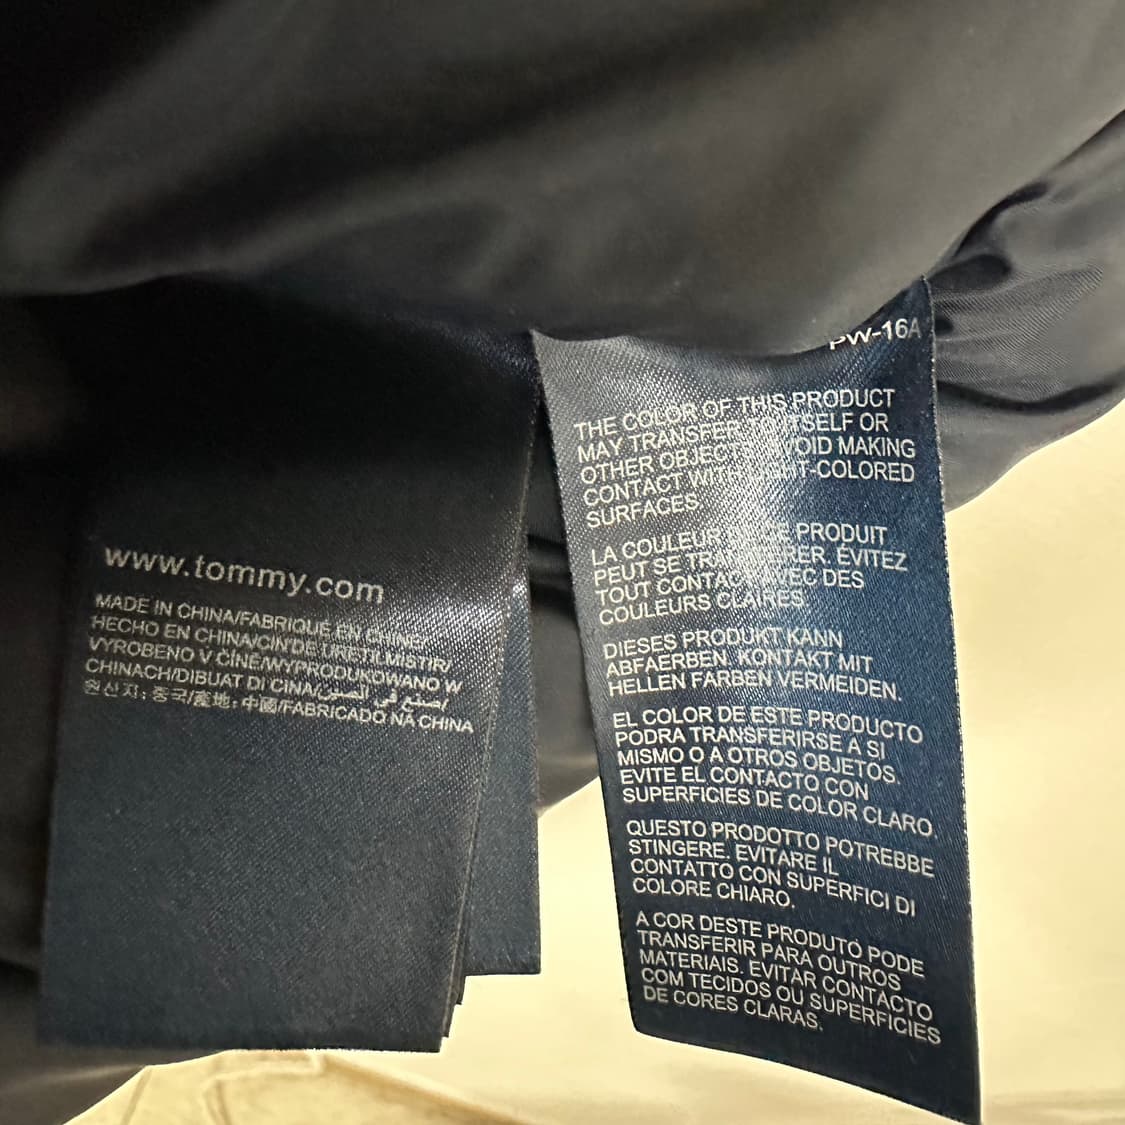 www.tommy.com
MADE IN CHINA/FABRIQUÉ EN CHINE/
HECHO EN CHINA/CIN'DE URETILMISTIR/
VYROBENO V ČÍNĚ/WYPRODUKOWANO W
CHINACH/DIBUAT DI CINA/صنع في الصين/
원산지: 중국/產地: 中國/FABRICADO NA CHINA
PW-16A
THE COLOR OF THIS PRODUCT
MAY TRANSFER TO ITSELF OR
OTHER OBJECTS. AVOID MAKING
CONTACT WITH LIGHT-COLORED
SURFACES.
LA COULEUR DE CE PRODUIT
PEUT SE TRANSFÉRER. ÉVITEZ
TOUT CONTACT AVEC DES
COULEURS CLAIRES.
DIESES PRODUKT KANN
ABFAERBEN. KONTAKT MIT
HELLEN FARBEN VERMEIDEN.
EL COLOR DE ESTE PRODUCTO
PODRA TRANSFERIRSE A SI
MISMO O A OTROS OBJETOS.
EVITE EL CONTACTO CON
SUPERFICIES DE COLOR CLARO.
QUESTO PRODOTTO POTREBBE
STINGERE. EVITARE IL
CONTATTO CON SUPERFICI DI
COLORE CHIARO.
A COR DESTE PRODUTO PODE
TRANSFERIR PARA OUTROS
MATERIAIS. EVITAR CONTACTO
COM TECIDOS OU SUPERFICIES
DE CORES CLARAS.